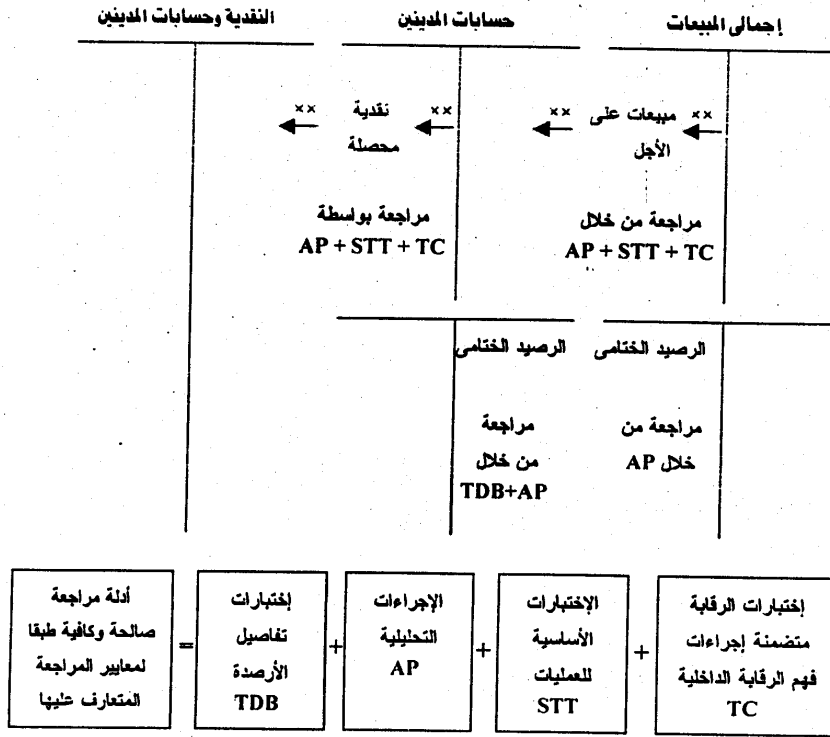 إجمالى المبيعات
حسابات المدينين
النقدية وحسابات المدينين
××
مبيعات على
الأجل
××
××
نقدية
محصلة
××
مراجعة من خلال
AP + STT + TC
مراجعة بواسطة
AP + STT + TC
الرصيد الختامى
الرصيد الختامى
مراجعة من
خلال AP
مراجعة
من خلال
TDB+AP
إختبارات الرقابة
متضمنة إجراءات
فهم الرقابة الداخلية
TC
+
الإختبارات
الأساسية
للعمليات
STT
+
الإجراءات
التحليلية
AP
+
إختبارات
تفاصيل
الأرصدة
TDB
=
أدلة مراجعة
صالحة وكافية طبقا
لمعايير المراجعة
المتعارف عليها